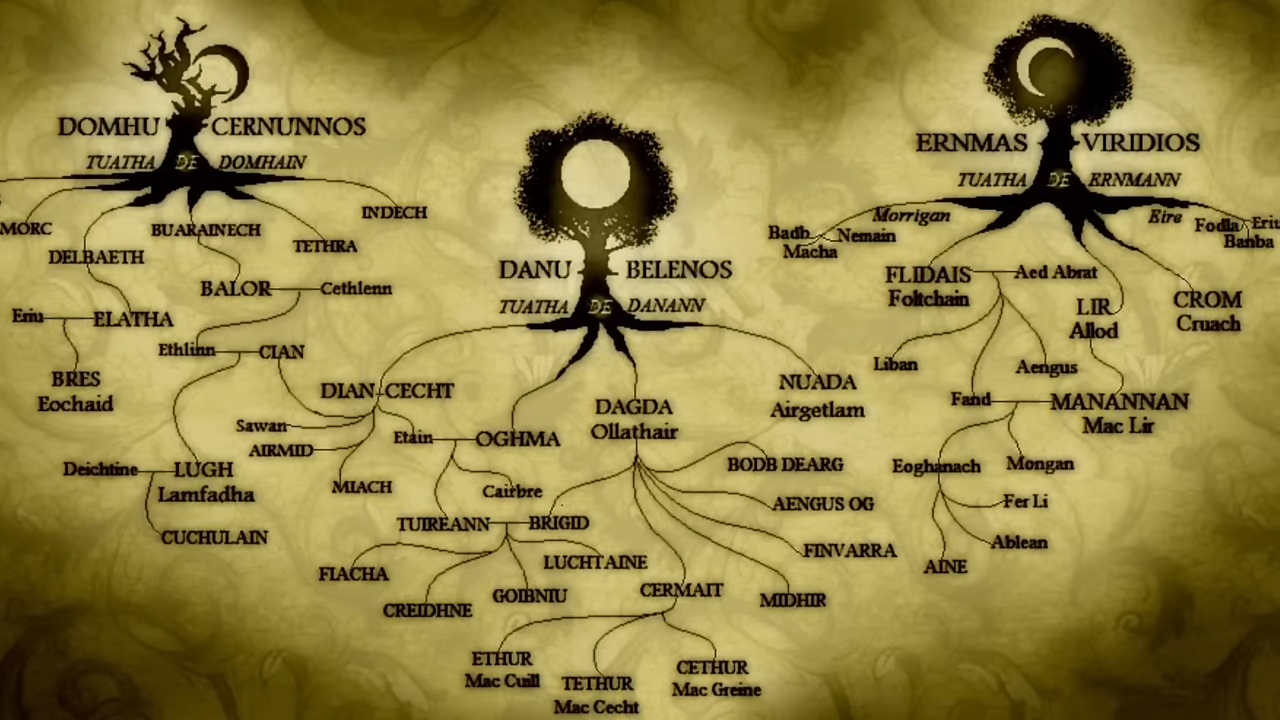 DOMHU CERNUNNOS
TUATHA DE DOMHAIN
MORC
DELBAETH
BUARAINECH
TETHRA
INDECH
BALOR Cethlenn
Eriu ELATHA
Ethlinn CIAN
BRES
Eochaid
Deichtine LUGH
Lamfadha
CUCHULAIN
DANU BELENOS
TUATHA DE DANANN
DIAN CECHT
Sawan
AIRMID
MIACH
Etain OGHMA
Cairbre
DAGDA
Ollathair
NUADA
Airgetlam
BODB DEARG
AENGUS OG
FINVARRA
MIDHIR
CERMAIT
TUIREANN BRIGID
FIACHA
CREIDHNE
GOIBNIU
LUCHTAINE
ETHUR
Mac Cuill
TETHUR
Mac Cecht
CETHUR
Mac Greine
ERNMAS VIRIDIOS
TUATHA DE ERNMANN
Morrigan
Badb
Nemain
Macha
Eire
Fodla
Eriu
Banba
FLIDAIS Aed Abrat
Foltchain
LIR
Allod
CROM
Cruach
Liban
Aengus
Fand MANANNAN
Mac Lir
Eoghanach
Mongan
Fer Li
Ablean
AINE